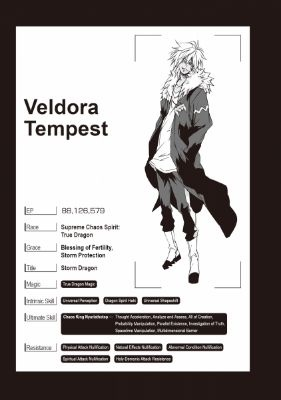 Veldora
Tempest
EP 88,126,579
Race Supreme Chaos Spirit:
True Dragon
Grace Blessing of Fertility,
Storm Protection
Title Storm Dragon
Magic True Dragon Magic
Intrinsic Skill Universal Perception Dragon Spirit Haki Universal Shapeshift
Ultimate Skill Chaos King Nyarlathotep Thought Acceleration, Analyze and Assess, All of Creation,
Probability Manipulation, Parallel Existence, Investigation of Truth,
Spacetime Manipulation, Multidimensional Barrier
Resistance Physical Attack Nullification Natural Effects Nullification Abnormal Condition Nullification
Spiritual Attack Nullification Holy-Demonic Attack Resistance